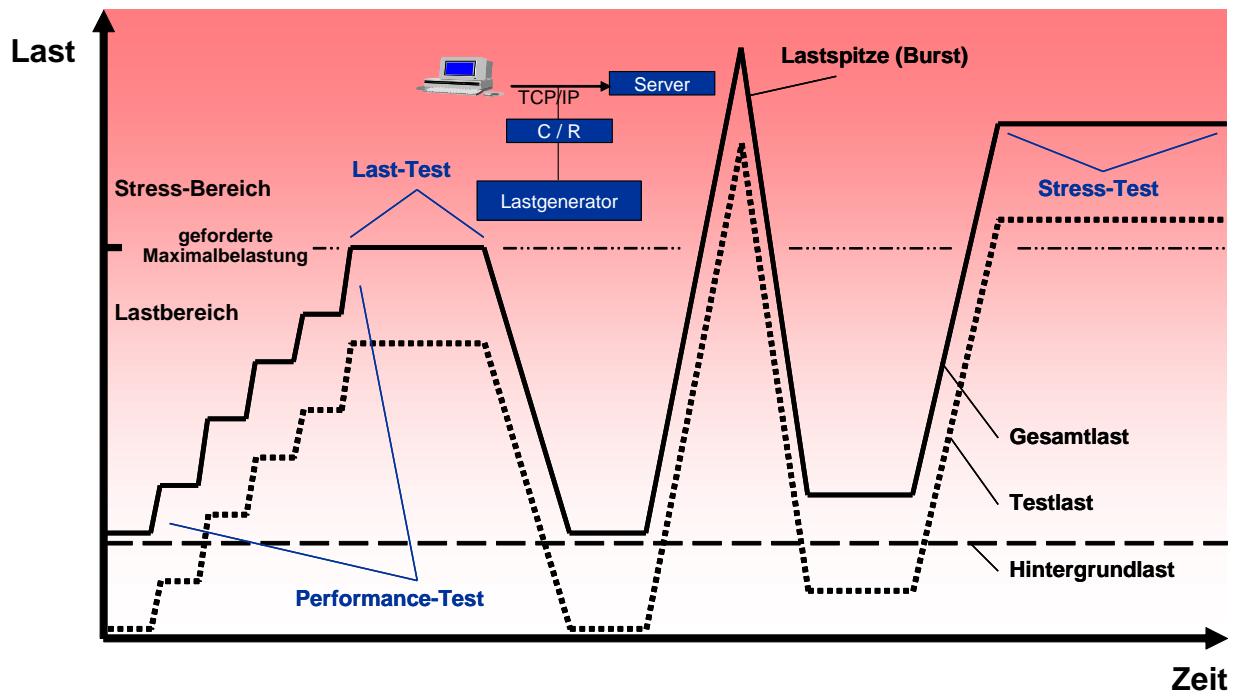 Last
Lastspitze (Burst)
Server
TCP/IP
C / R
Last-Test
Stress-Bereich
Lastgenerator
Stress-Test
geforderte
Maximalbelastung
Lastbereich
Gesamtlast
Testlast
Hintergrundlast
Performance-Test
Zeit